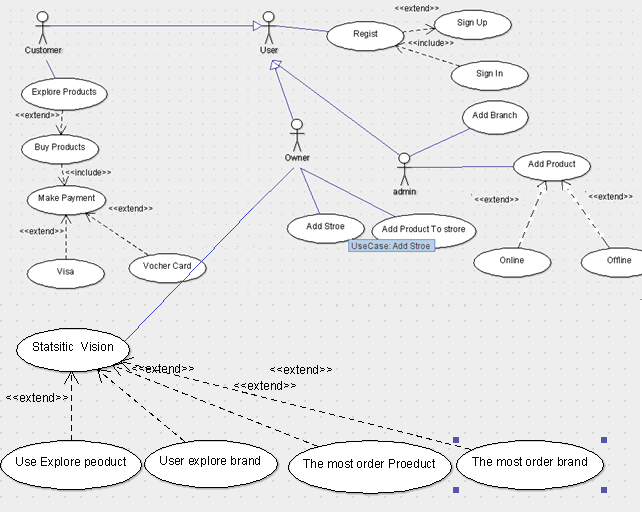 <<extend>>
Sign Up
Customer
User
Regist
<<include>>
Sign In
Explore Products
<<extend>>
Add Branch
Buy Products
Owner
<<include>>
admin
Add Product
Make Payment
<<extend>>
<<extend>>
<<extend>>
<<extend>>
Add Stroe
Add Product To strore
UseCase: Add Stroe
Visa
Vocher Card
Online
Offline
Statsitic Vision
<<extend>>
<<extend>>
<<extend>>
<<extend>>
Use Explore peoduct
User explore brand
The most order Proeduct
The most order brand